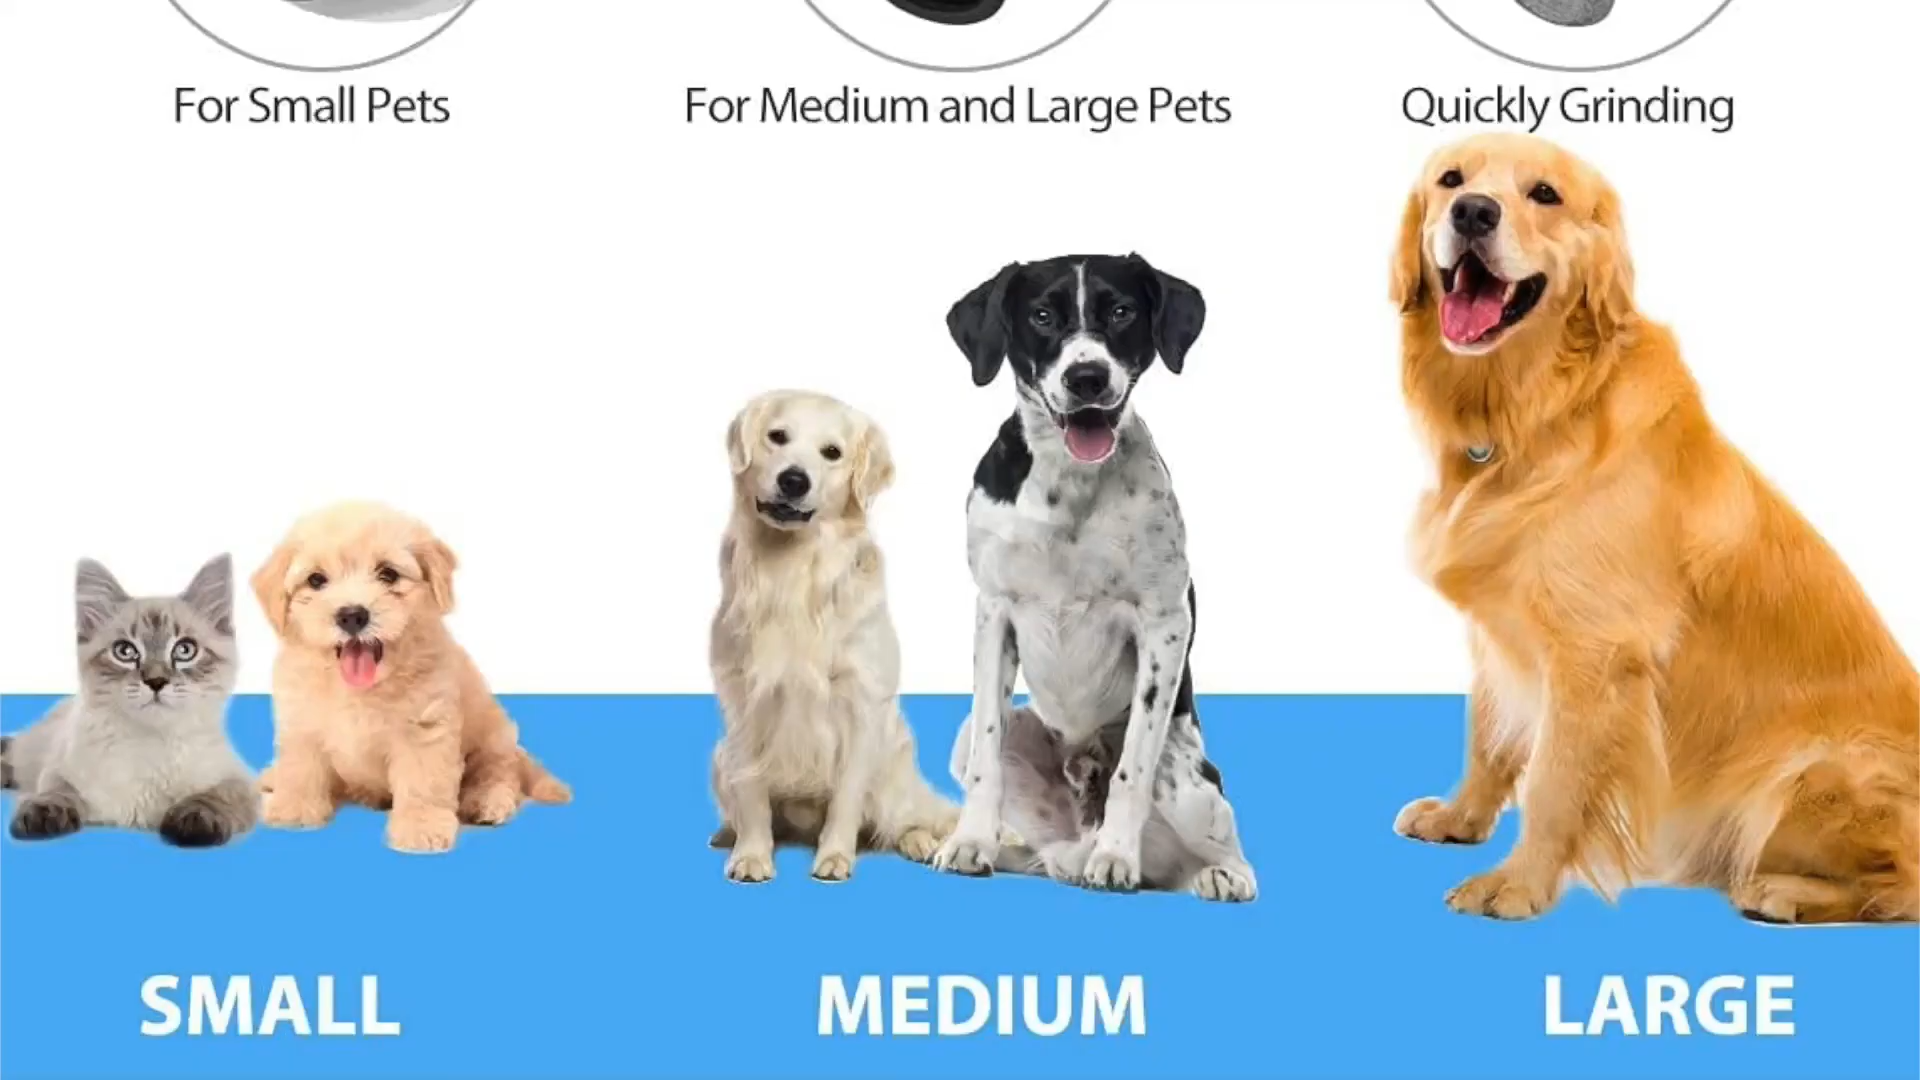 For Small Pets
For Medium and Large Pets
Quickly Grinding
SMALL
MEDIUM
LARGE